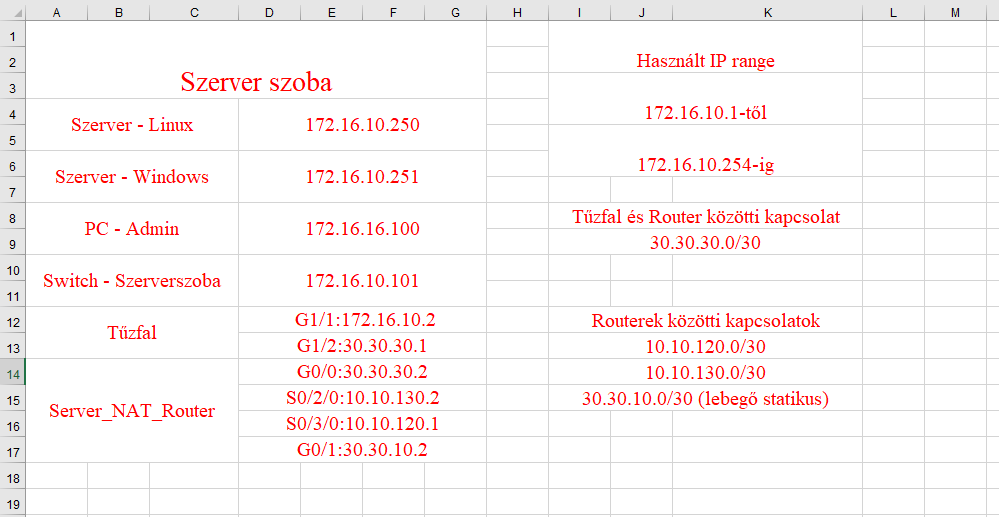 A B C D E F G H I J K L M
1
2
3
4
5
6
7
8
9
10
11
12
13
14
15
16
17
18
19
Szerver szoba
Szerver - Linux 172.16.10.250
Szerver - Windows 172.16.10.251
PC - Admin 172.16.16.100
Switch - Szerverszoba 172.16.10.101
Tűzfal
G1/1:172.16.10.2
G1/2:30.30.30.1
Server_NAT_Router
G0/0:30.30.30.2
S0/2/0:10.10.130.2
S0/3/0:10.10.120.1
G0/1:30.30.10.2
Használt IP range
172.16.10.1-től
172.16.10.254-ig
Tűzfal és Router közötti kapcsolat
30.30.30.0/30
Routerek közötti kapcsolatok
10.10.120.0/30
10.10.130.0/30
30.30.10.0/30 (lebegő statikus)